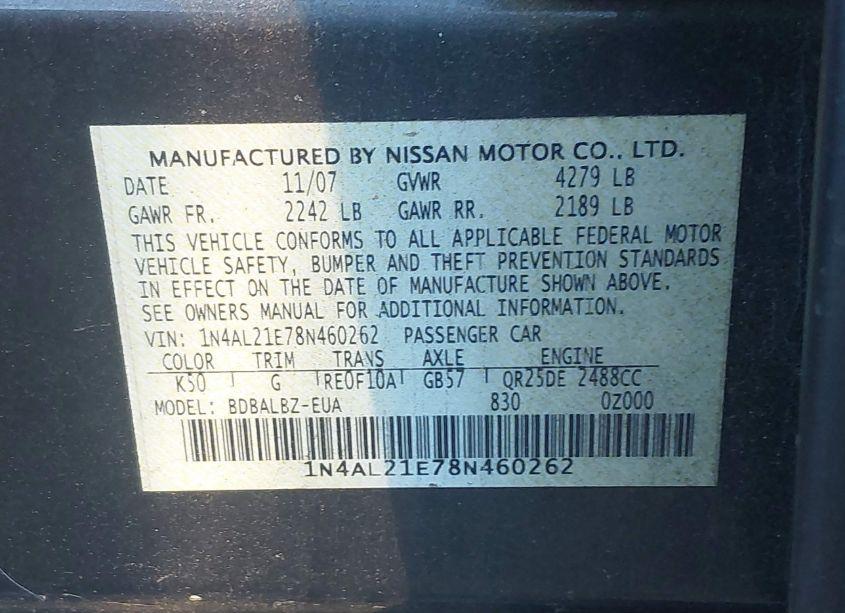 MANUFACTURED BY NISSAN MOTOR CO., LTD.
DATE 11/07 GVWR 4279 LB
GAWR FR. 2242 LB GAWR RR. 2189 LB
THIS VEHICLE CONFORMS TO ALL APPLICABLE FEDERAL MOTOR
VEHICLE SAFETY, BUMPER AND THEFT PREVENTION STANDARDS
IN EFFECT ON THE DATE OF MANUFACTURE SHOWN ABOVE.
SEE OWNERS MANUAL FOR ADDITIONAL INFORMATION.
VIN: 1N4AL21E78N460262 PASSENGER CAR
COLOR TRIM TRANS AXLE ENGINE
K50 G RE0F10A GB57 QR25DE 2488CC
MODEL: BDBALBZ-EUA 830 0Z000
1N4AL21E78N460262